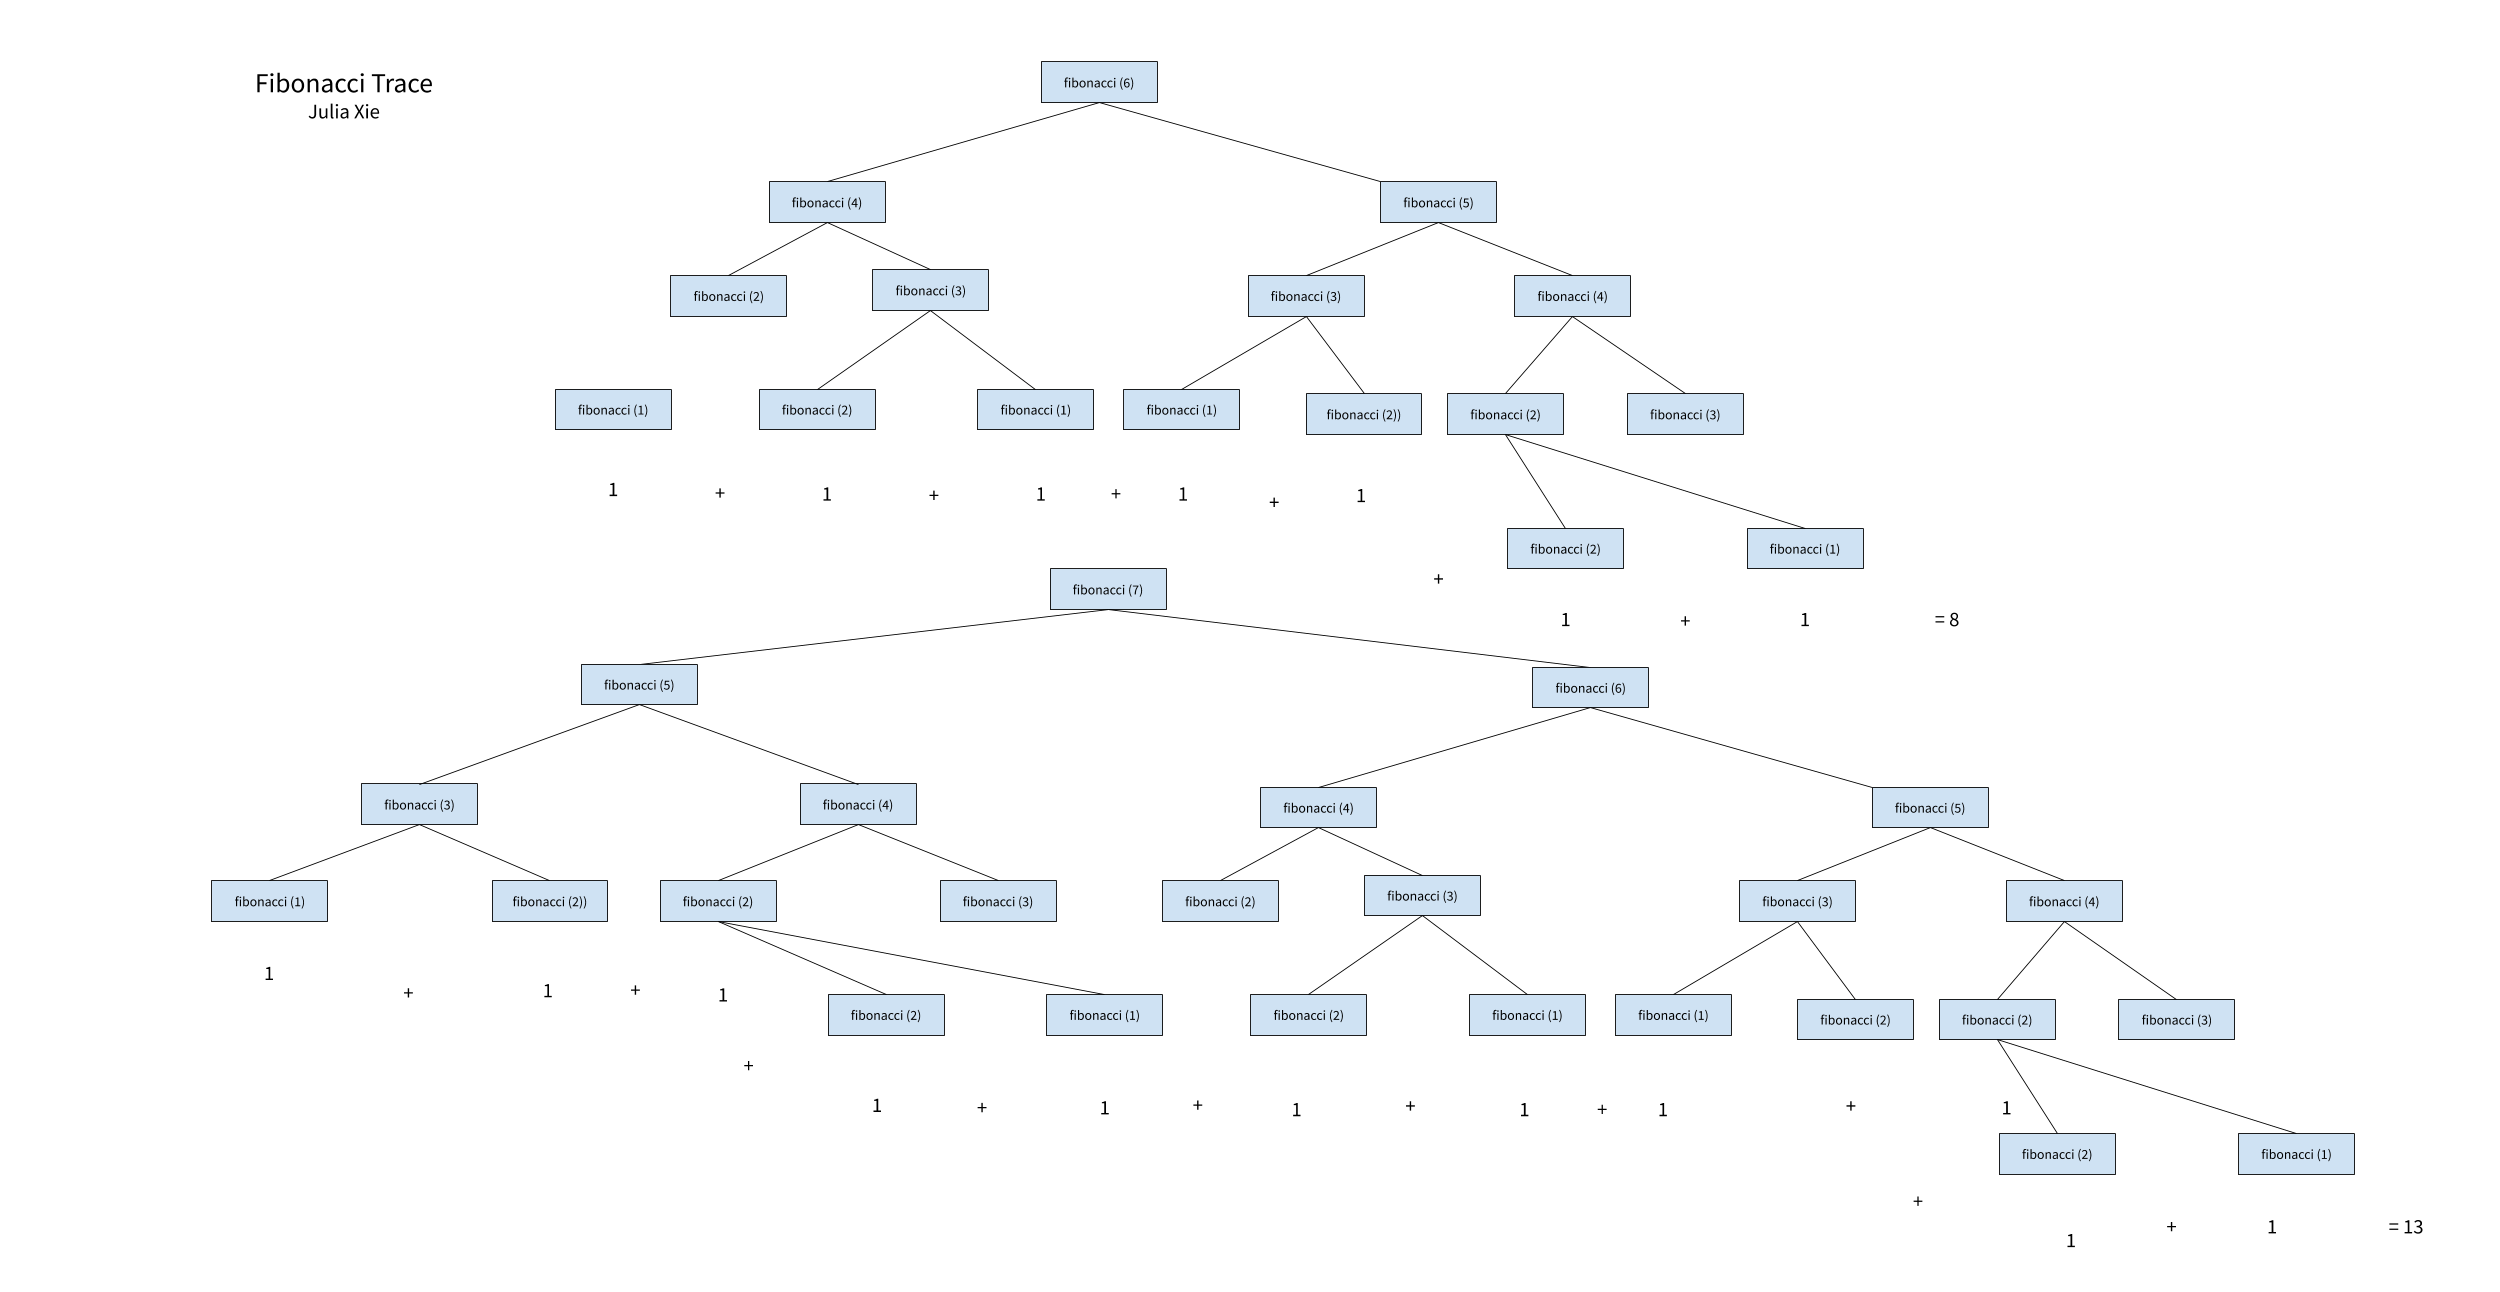 Fibonacci Trace
Julia Xie
fibonacci (6)
fibonacci (4)
fibonacci (5)
fibonacci (2)
fibonacci (3)
fibonacci (3)
fibonacci (4)
fibonacci (1)
fibonacci (2)
fibonacci (1)
fibonacci (1)
fibonacci (2))
fibonacci (2)
fibonacci (3)
1 + 1 + 1 + 1 + 1
fibonacci (2)
fibonacci (1)
+
1 + 1 = 8
fibonacci (7)
fibonacci (5)
fibonacci (6)
fibonacci (3)
fibonacci (4)
fibonacci (4)
fibonacci (5)
fibonacci (1)
fibonacci (2))
fibonacci (2)
fibonacci (3)
fibonacci (2)
fibonacci (3)
fibonacci (3)
fibonacci (4)
1 + 1 + 1
fibonacci (2)
fibonacci (1)
fibonacci (2)
fibonacci (1)
fibonacci (1)
fibonacci (2)
fibonacci (2)
fibonacci (3)
+
1 + 1 + 1 + 1 + 1 + 1
fibonacci (2)
fibonacci (1)
+
1 + 1 = 13